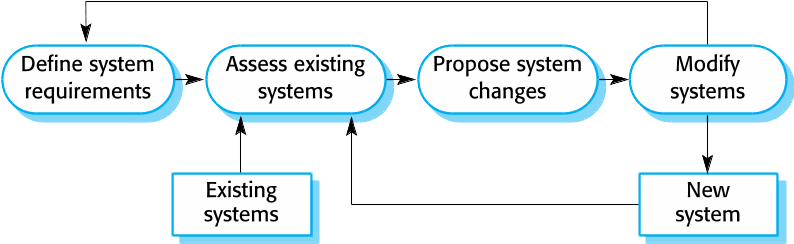 Define system
requirements
Assess existing
systems
Propose system
changes
Modify
systems
Existing
systems
New
system